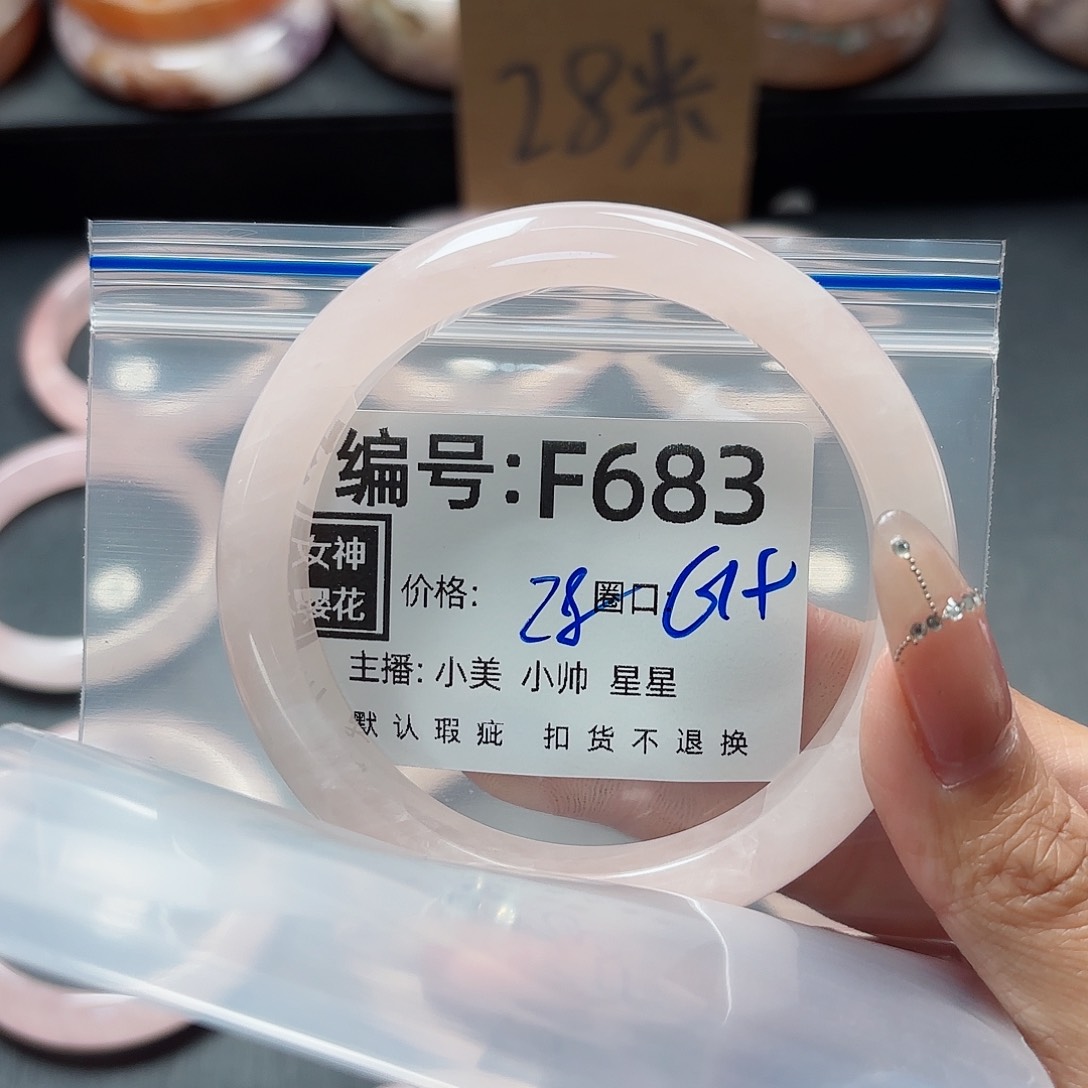 28米
编号:F683
女神
婴花
价格: 28 圈口: 61+
主播: 小美 小帅 星星
默认瑕疵 扣货不退换